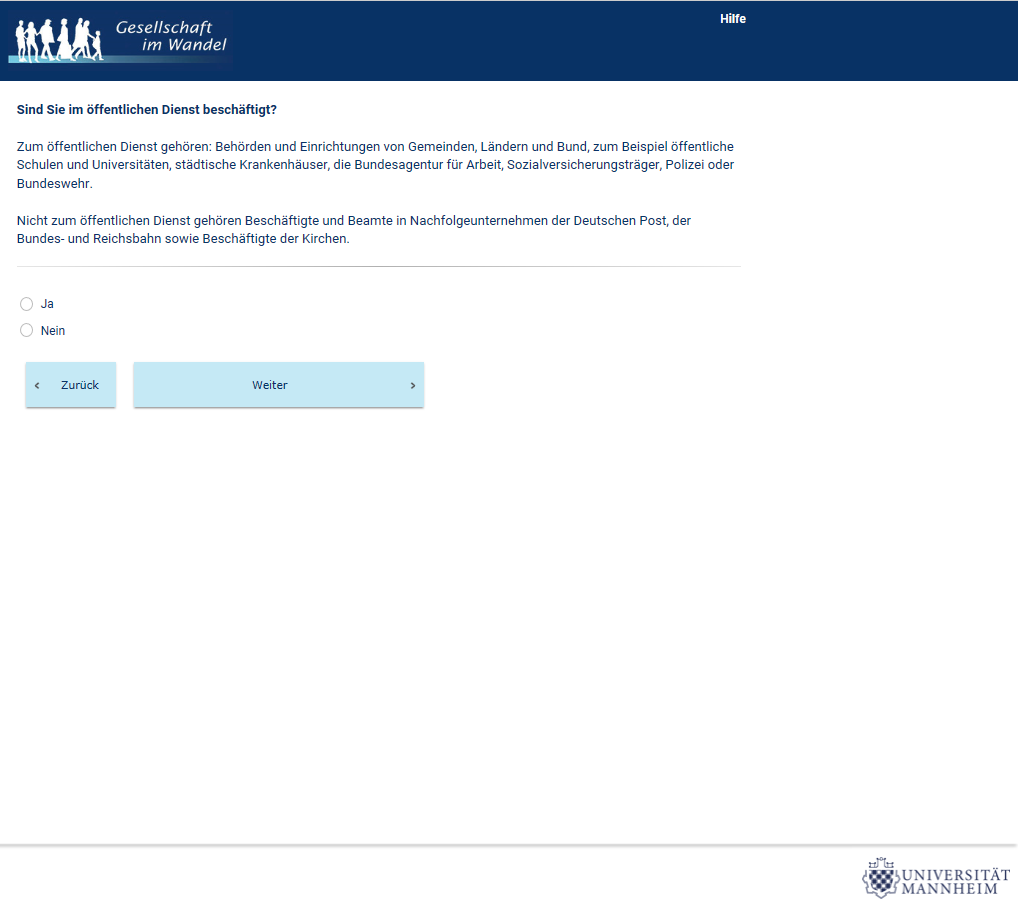 Gesellschaft
im Wandel
Hilfe
Sind Sie im öffentlichen Dienst beschäftigt?
Zum öffentlichen Dienst gehören: Behörden und Einrichtungen von Gemeinden, Ländern und Bund, zum Beispiel öffentliche
Schulen und Universitäten, städtische Krankenhäuser, die Bundesagentur für Arbeit, Sozialversicherungsträger, Polizei oder
Bundeswehr.
Nicht zum öffentlichen Dienst gehören Beschäftigte und Beamte in Nachfolgeunternehmen der Deutschen Post, der
Bundes- und Reichsbahn sowie Beschäftigte der Kirchen.
Ja
Nein
‹ Zurück
Weiter ›
UNIVERSITÄT
MANNHEIM